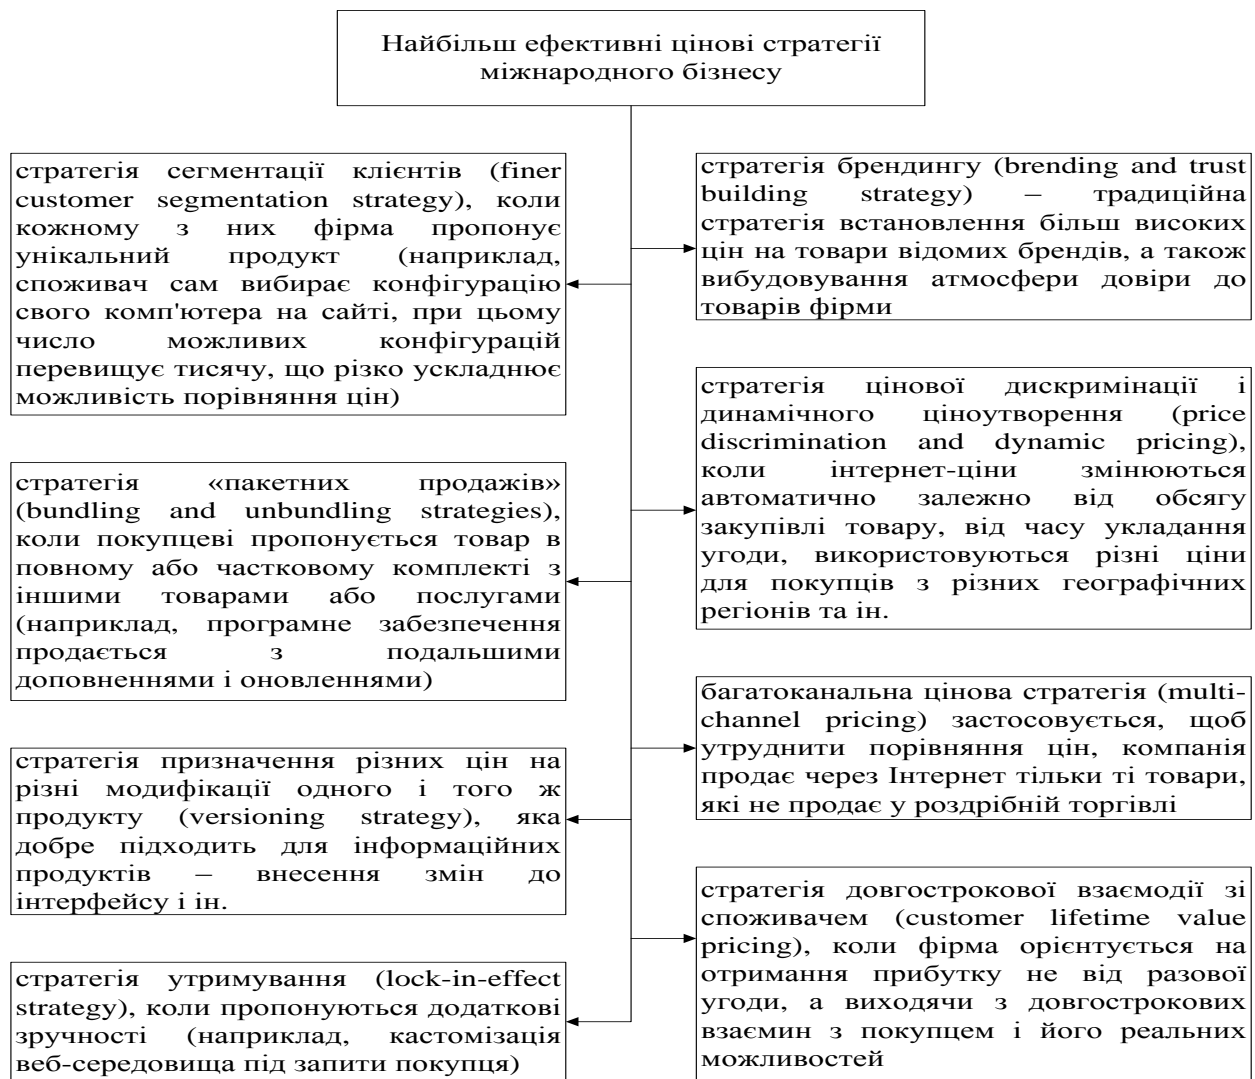 Найбільш ефективні цінові стратегії
міжнародного бізнесу
стратегія сегментації клієнтів (finer
customer segmentation strategy), коли
кожному з них фірма пропонує
унікальний продукт (наприклад,
споживач сам вибирає конфігурацію
свого комп'ютера на сайті, при цьому
число можливих конфігурацій
перевищує тисячу, що різко ускладнює
можливість порівняння цін)
стратегія «пакетних продажів»
(bundling and unbundling strategies),
коли покупцеві пропонується товар в
повному або частковому комплекті з
іншими товарами або послугами
(наприклад, програмне забезпечення
продається з подальшими
доповненнями і оновленнями)
стратегія призначення різних цін на
різні модифікації одного і того ж
продукту (versioning strategy), яка
добре підходить для інформаційних
продуктів – внесення змін до
інтерфейсу і ін.
стратегія утримування (lock-in-effect
strategy), коли пропонуються додаткові
зручності (наприклад, кастомізація
веб-середовища під запити покупця)
стратегія брендингу (brending and trust
building strategy) – традиційна
стратегія встановлення більш високих
цін на товари відомих брендів, а також
вибудовування атмосфери довіри до
товарів фірми
стратегія цінової дискримінації і
динамічного ціноутворення (price
discrimination and dynamic pricing),
коли інтернет-ціни змінюються
автоматично залежно від обсягу
закупівлі товару, від часу укладання
угоди, використовуються різні ціни
для покупців з різних географічних
регіонів та ін.
багатоканальна цінова стратегія (multi-
channel pricing) застосовується, щоб
утруднити порівняння цін, компанія
продає через Інтернет тільки ті товари,
які не продає у роздрібній торгівлі
стратегія довгострокової взаємодії зі
споживачем (customer lifetime value
pricing), коли фірма орієнтується на
отримання прибутку не від разової
угоди, а виходячи з довгострокових
взаємин з покупцем і його реальних
можливостей